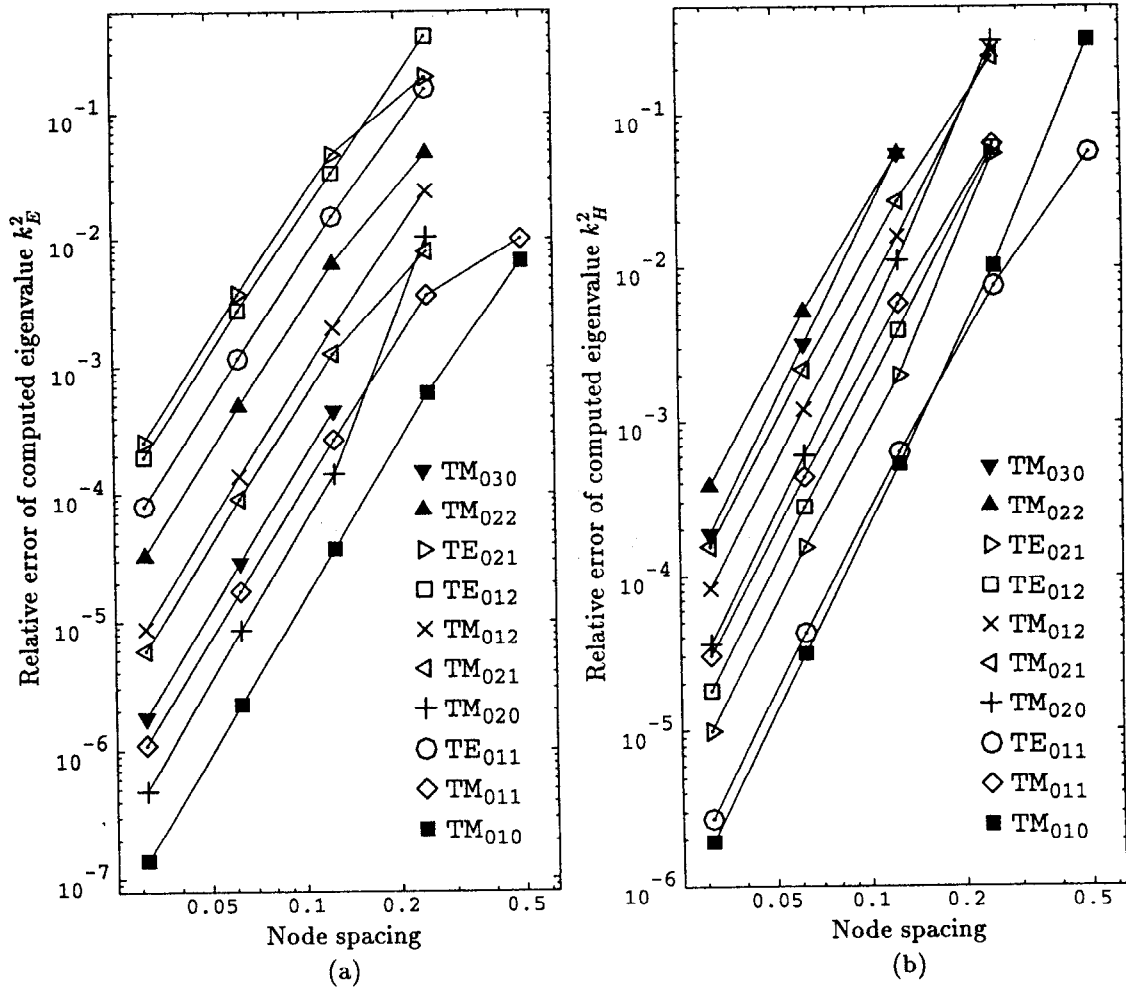 Relative error of computed eigenvalue k_E^2
10^-1
10^-2
10^-3
10^-4
10^-5
10^-6
10^-7
0.05
0.1
0.2
0.5
Node spacing
(a)
TM_030
TM_022
TE_021
TE_012
TM_012
TM_021
TM_020
TE_011
TM_011
TM_010
Relative error of computed eigenvalue k_H^2
10^-1
10^-2
10^-3
10^-4
10^-5
10^-6
0.05
0.1
0.2
0.5
Node spacing
(b)
TM_030
TM_022
TE_021
TE_012
TM_012
TM_021
TM_020
TE_011
TM_011
TM_010